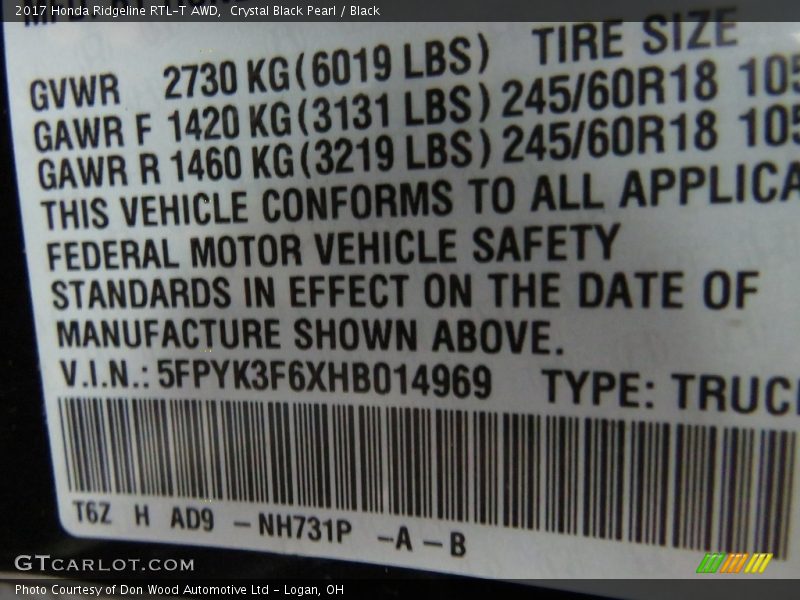 2017 Honda Ridgeline RTL-T AWD, Crystal Black Pearl / Black
TIRE SIZE
GVWR 2730 KG (6019 LBS)
GAWR F 1420 KG (3131 LBS) 245/60R18 105
GAWR R 1460 KG (3219 LBS) 245/60R18 105
THIS VEHICLE CONFORMS TO ALL APPLICA
FEDERAL MOTOR VEHICLE SAFETY
STANDARDS IN EFFECT ON THE DATE OF
MANUFACTURE SHOWN ABOVE.
V.I.N.: 5FPYK3F6XHB014969 TYPE: TRUC
T6Z H AD9 - NH731P -A - B
GTCARLOT.COM
Photo Courtesy of Don Wood Automotive Ltd - Logan, OH